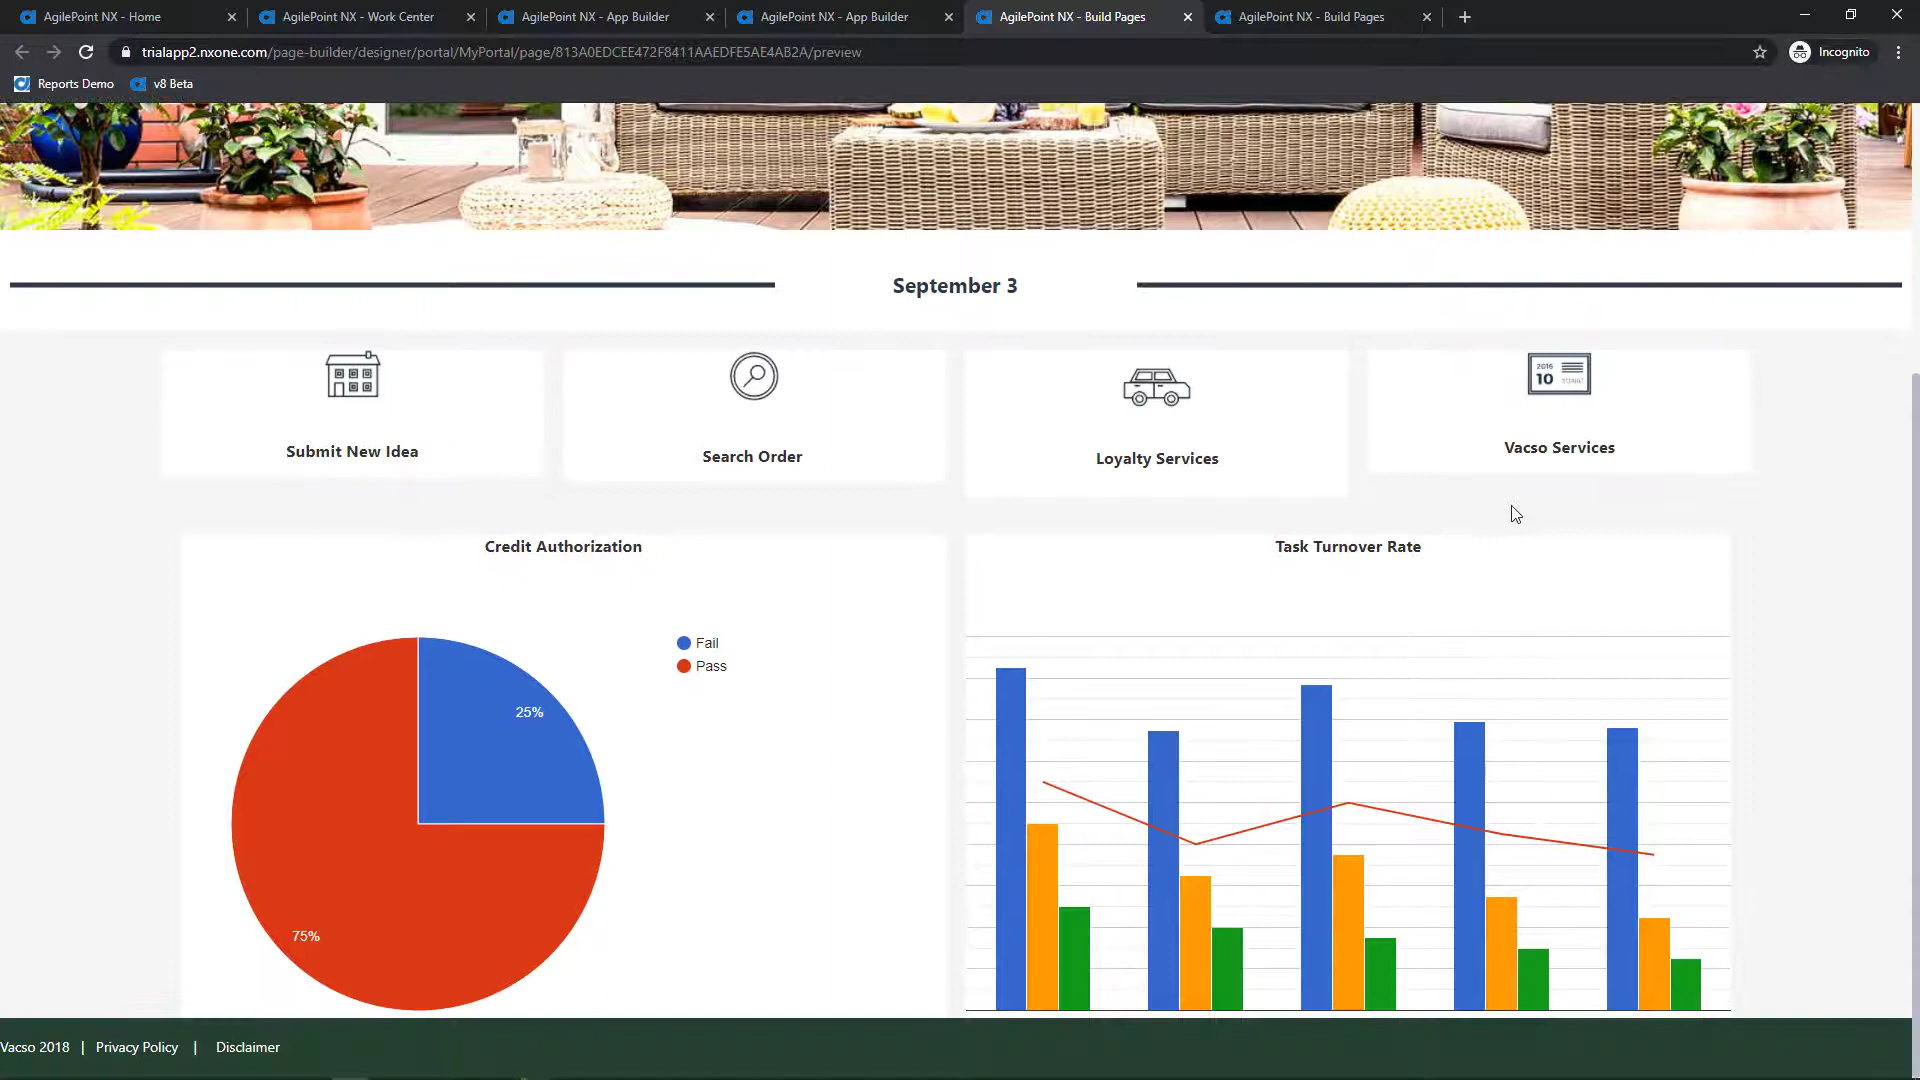 AgilePoint NX - Home
AgilePoint NX - Work Center
AgilePoint NX - App Builder
AgilePoint NX - App Builder
AgilePoint NX - Build Pages
AgilePoint NX - Build Pages
trialapp2.nxone.com/page-builder/designer/portal/MyPortal/page/813A0EDCEE472F8411AAEDFE5AE4AB2A/preview
Incognito
Reports Demo
v8 Beta
September 3
2016
10
Submit New Idea
Search Order
Loyalty Services
Vacso Services
Credit Authorization
Fail
Pass
25%
75%
Task Turnover Rate
Vacso 2018 | Privacy Policy | Disclaimer